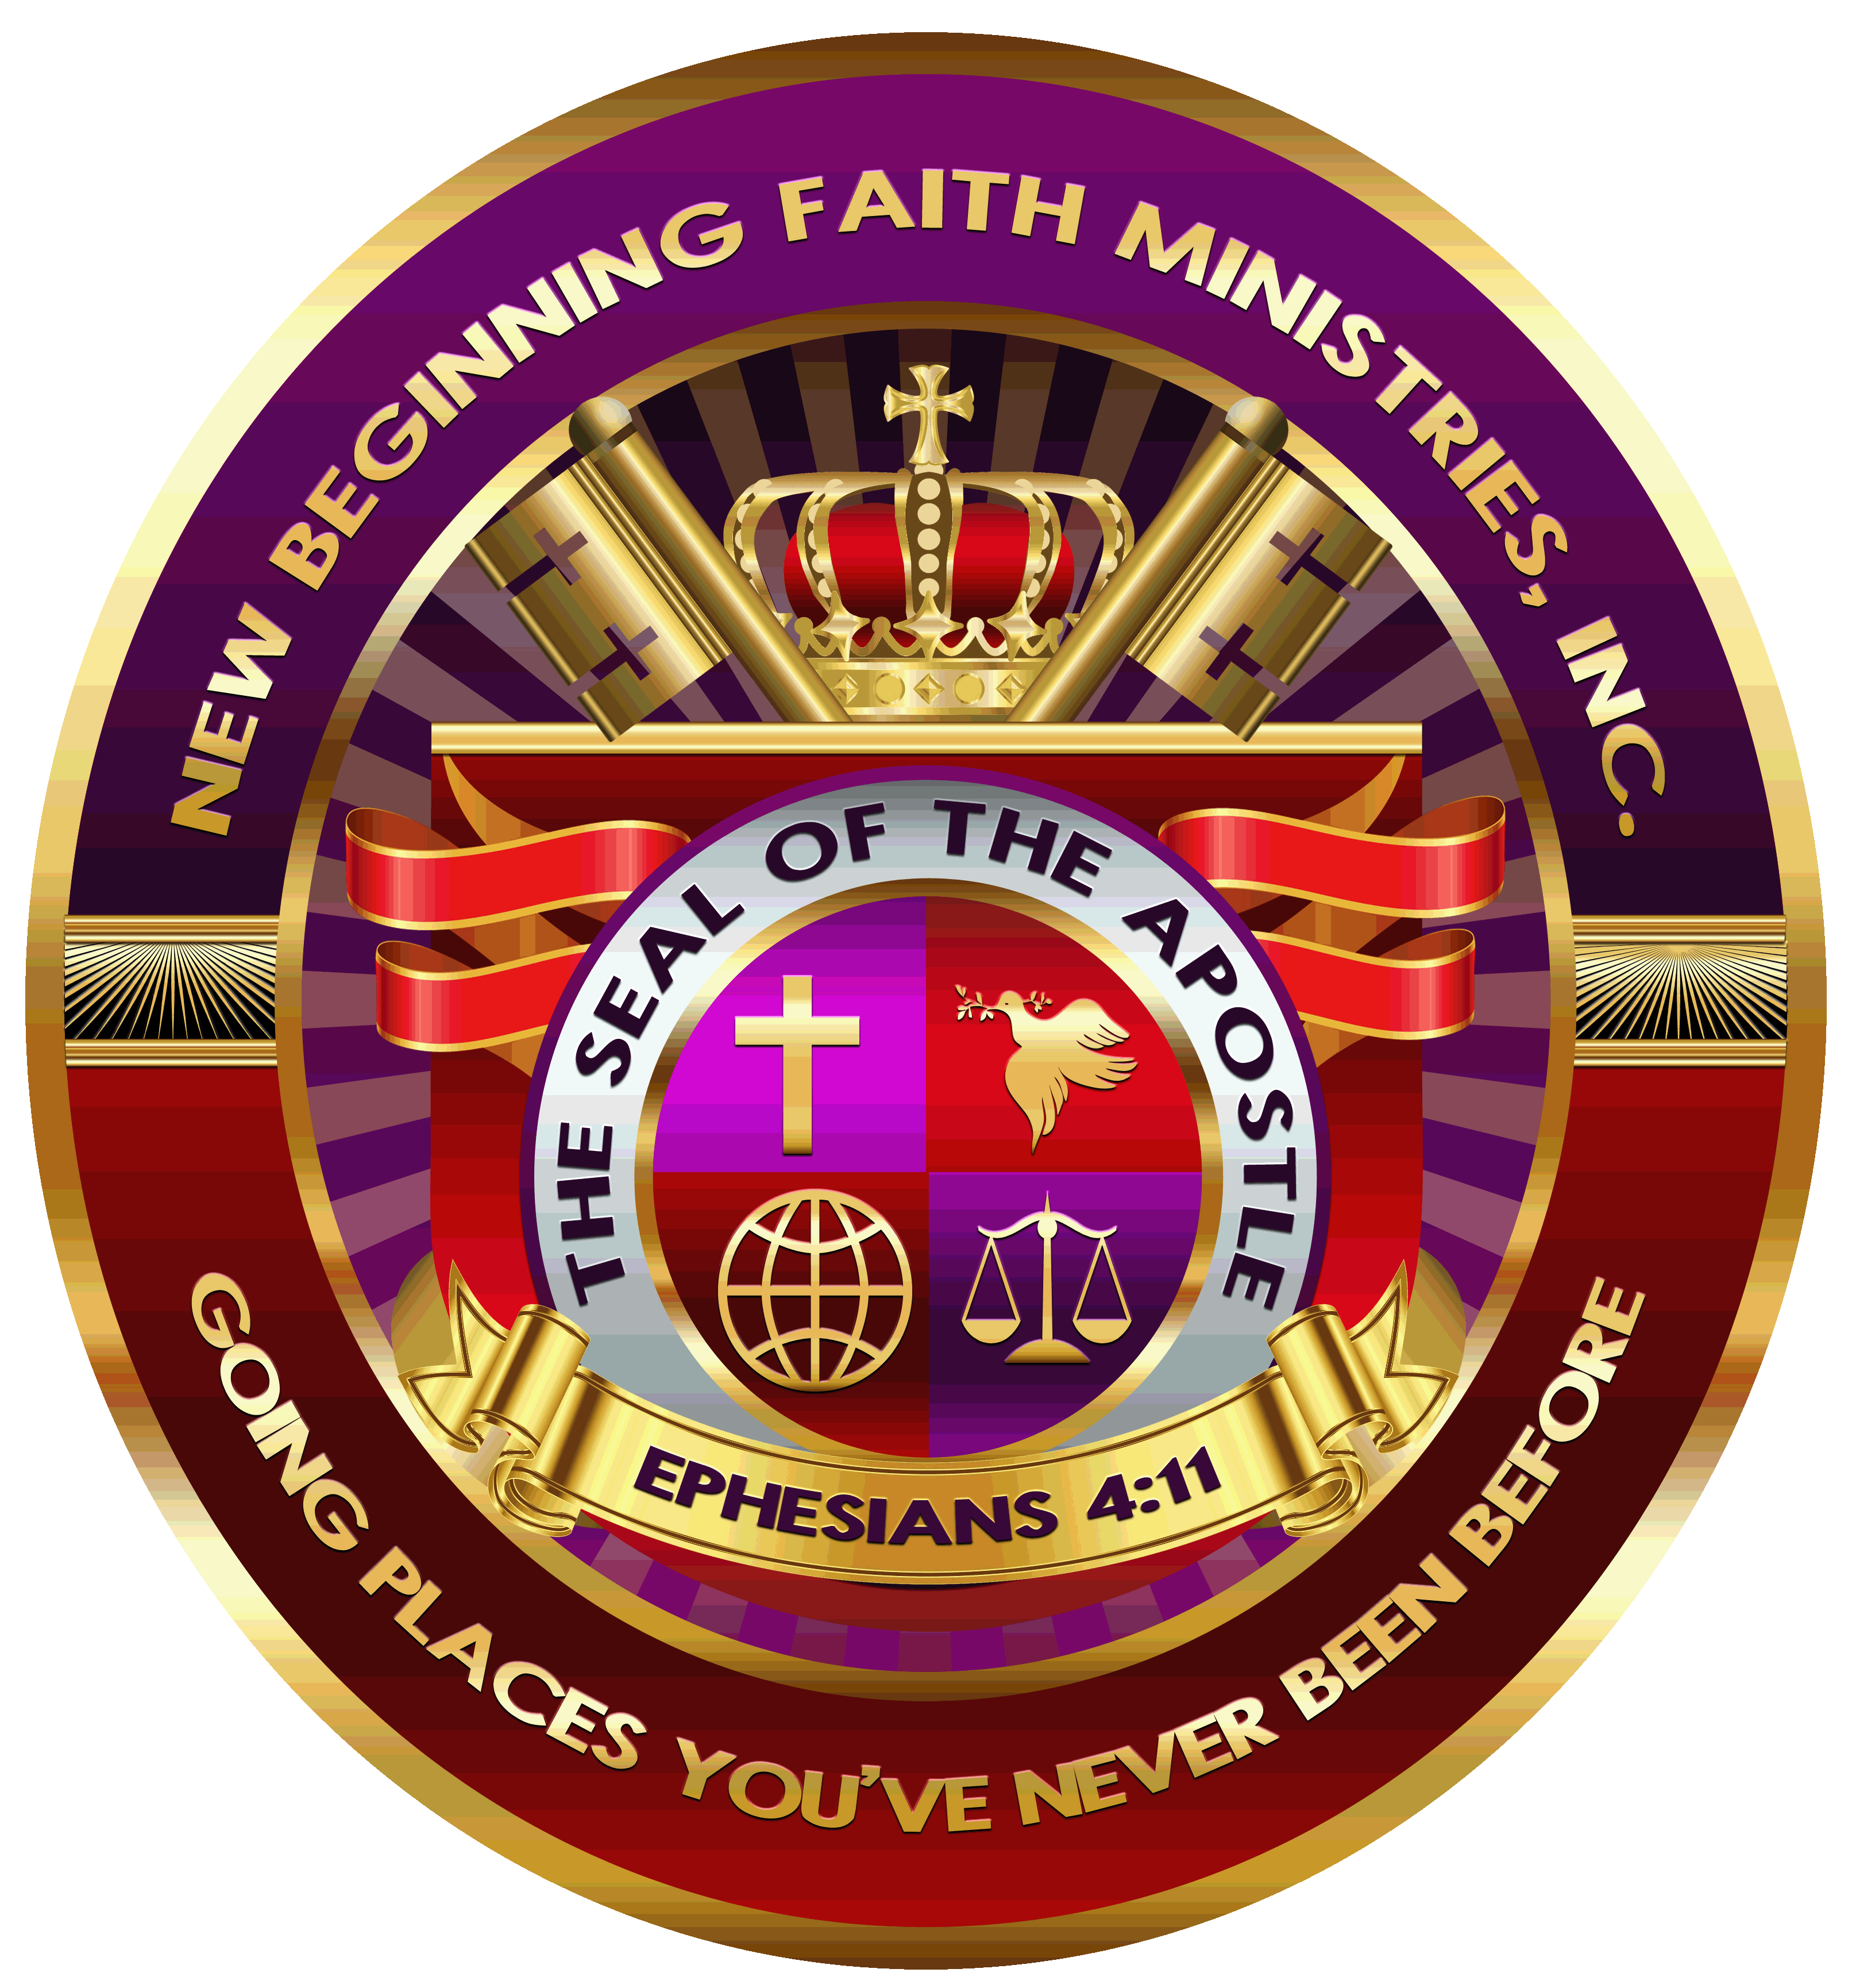 NEW BEGINNING FAITH MINISTRIES, INC.
THE SEAL OF THE APOSTLE
EPHESIANS 4:11
GOING PLACES YOU'VE NEVER BEEN BEFORE